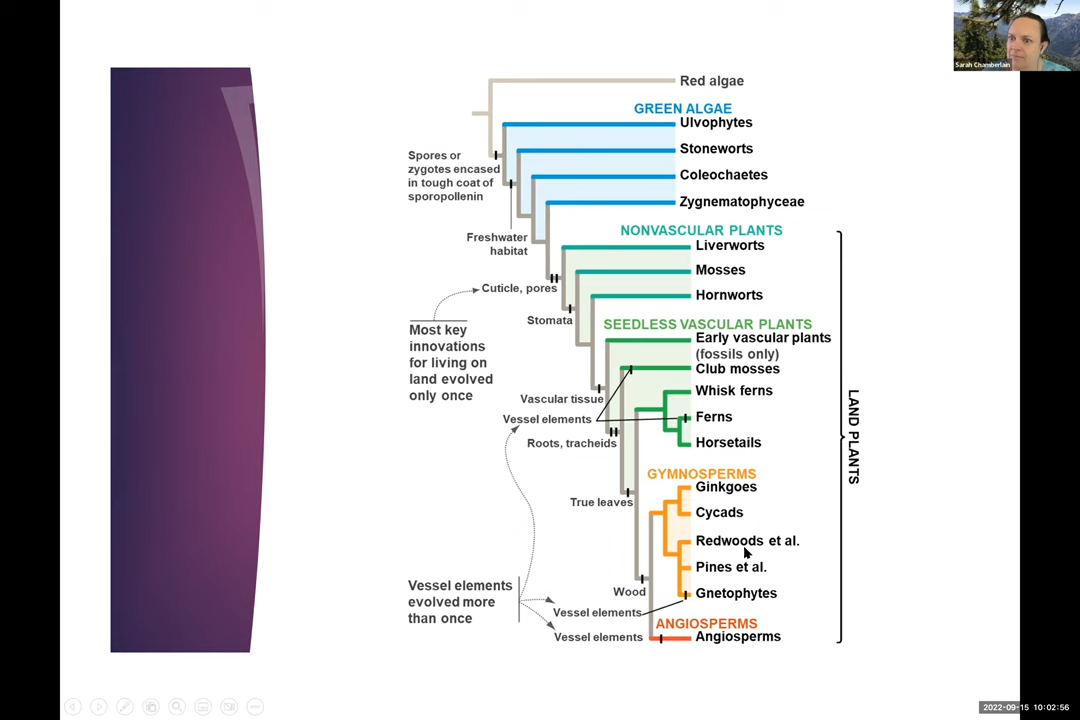 Sarah Chamberlain
Red algae
GREEN ALGAE
Ulvophytes
Stoneworts
Coleochaetes
Zygnematophyceae
Spores or
zygotes encased
in tough coat of
sporopollenin
Freshwater
habitat
NONVASCULAR PLANTS
Liverworts
Mosses
Hornworts
Cuticle, pores
Stomata
Most key
innovations
for living on
land evolved
only once
SEEDLESS VASCULAR PLANTS
Early vascular plants
(fossils only)
Club mosses
Whisk ferns
Ferns
Horsetails
Vascular tissue
Vessel elements
Roots, tracheids
True leaves
LAND PLANTS
GYMNOSPERMS
Ginkgoes
Cycads
Redwoods et al.
Pines et al.
Gnetophytes
Wood
Vessel elements
evolved more
than once
Vessel elements
Vessel elements
ANGIOSPERMS
Angiosperms
2022-09-15 10:02:56